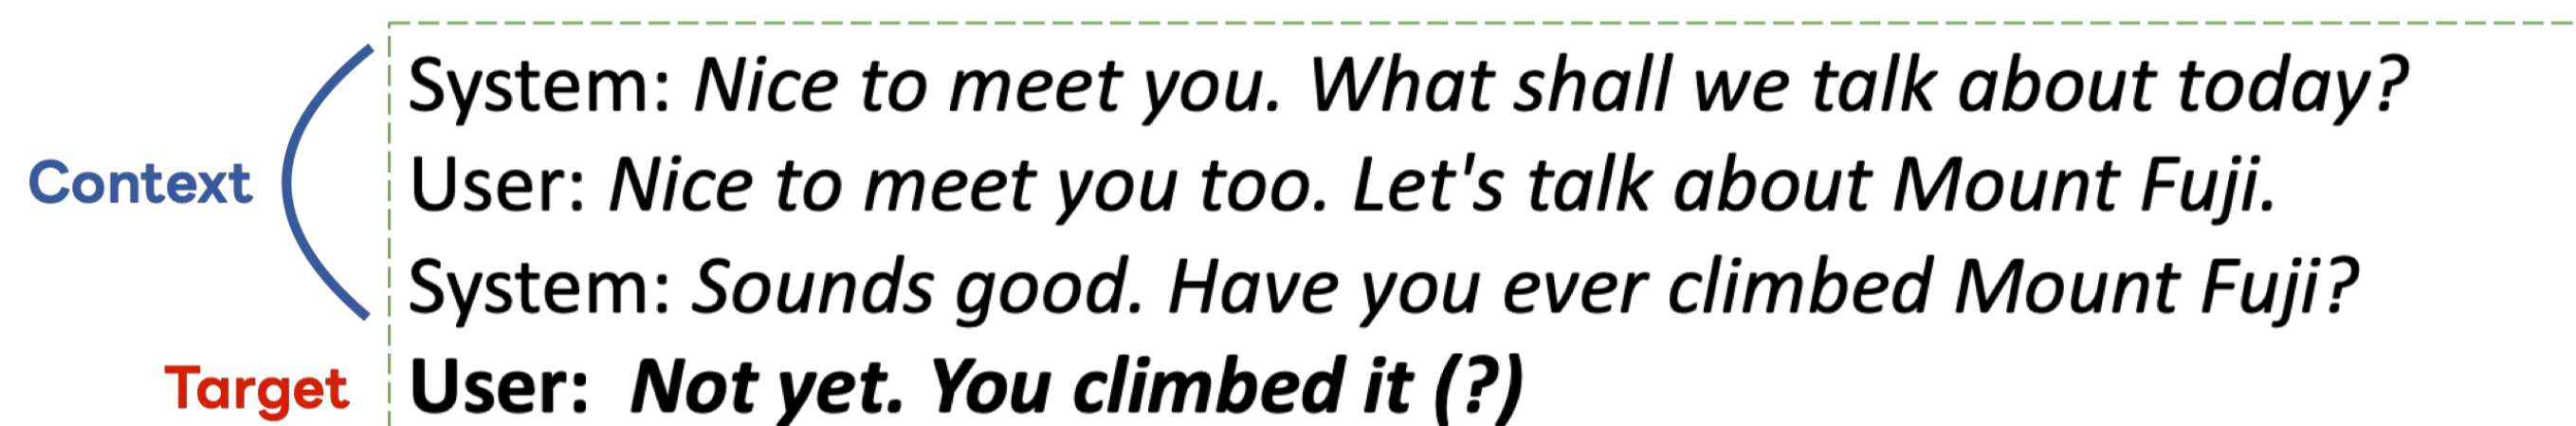 System: Nice to meet you. What shall we talk about today?
Context
User: Nice to meet you too. Let's talk about Mount Fuji.
System: Sounds good. Have you ever climbed Mount Fuji?
Target
User: Not yet. You climbed it (?)